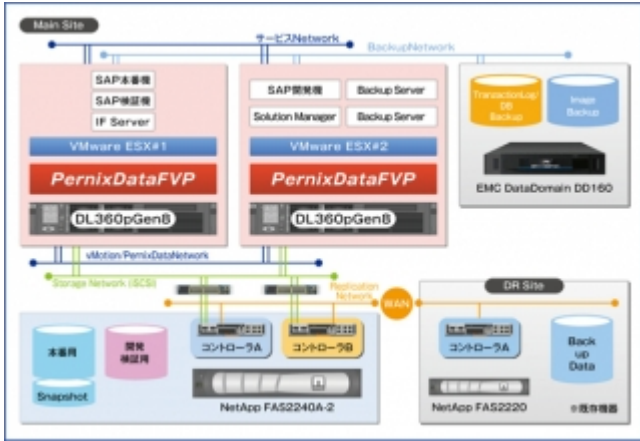 Main Site
サービスNetwork
BackupNetwork
SAP本番機
SAP検証機
IF Server
VMware ESX#1
PernixDataFVP
DL360pGen8
SAP開発機
Backup Server
Solution Manager
Backup Server
VMware ESX#2
PernixDataFVP
DL360pGen8
TranzactionLog/
DB
Backup
Image
Backup
EMC DataDomain DD160
vMotion/PernixDataNetwork
Storage Network (iSCSI)
Replication
Network
WAN
DR Site
本番用
Snapshot
開発
検証用
コントローラA
コントローラB
NetApp FAS2240A-2
コントローラA
NetApp FAS2220
Back
up
Data
※既存機器